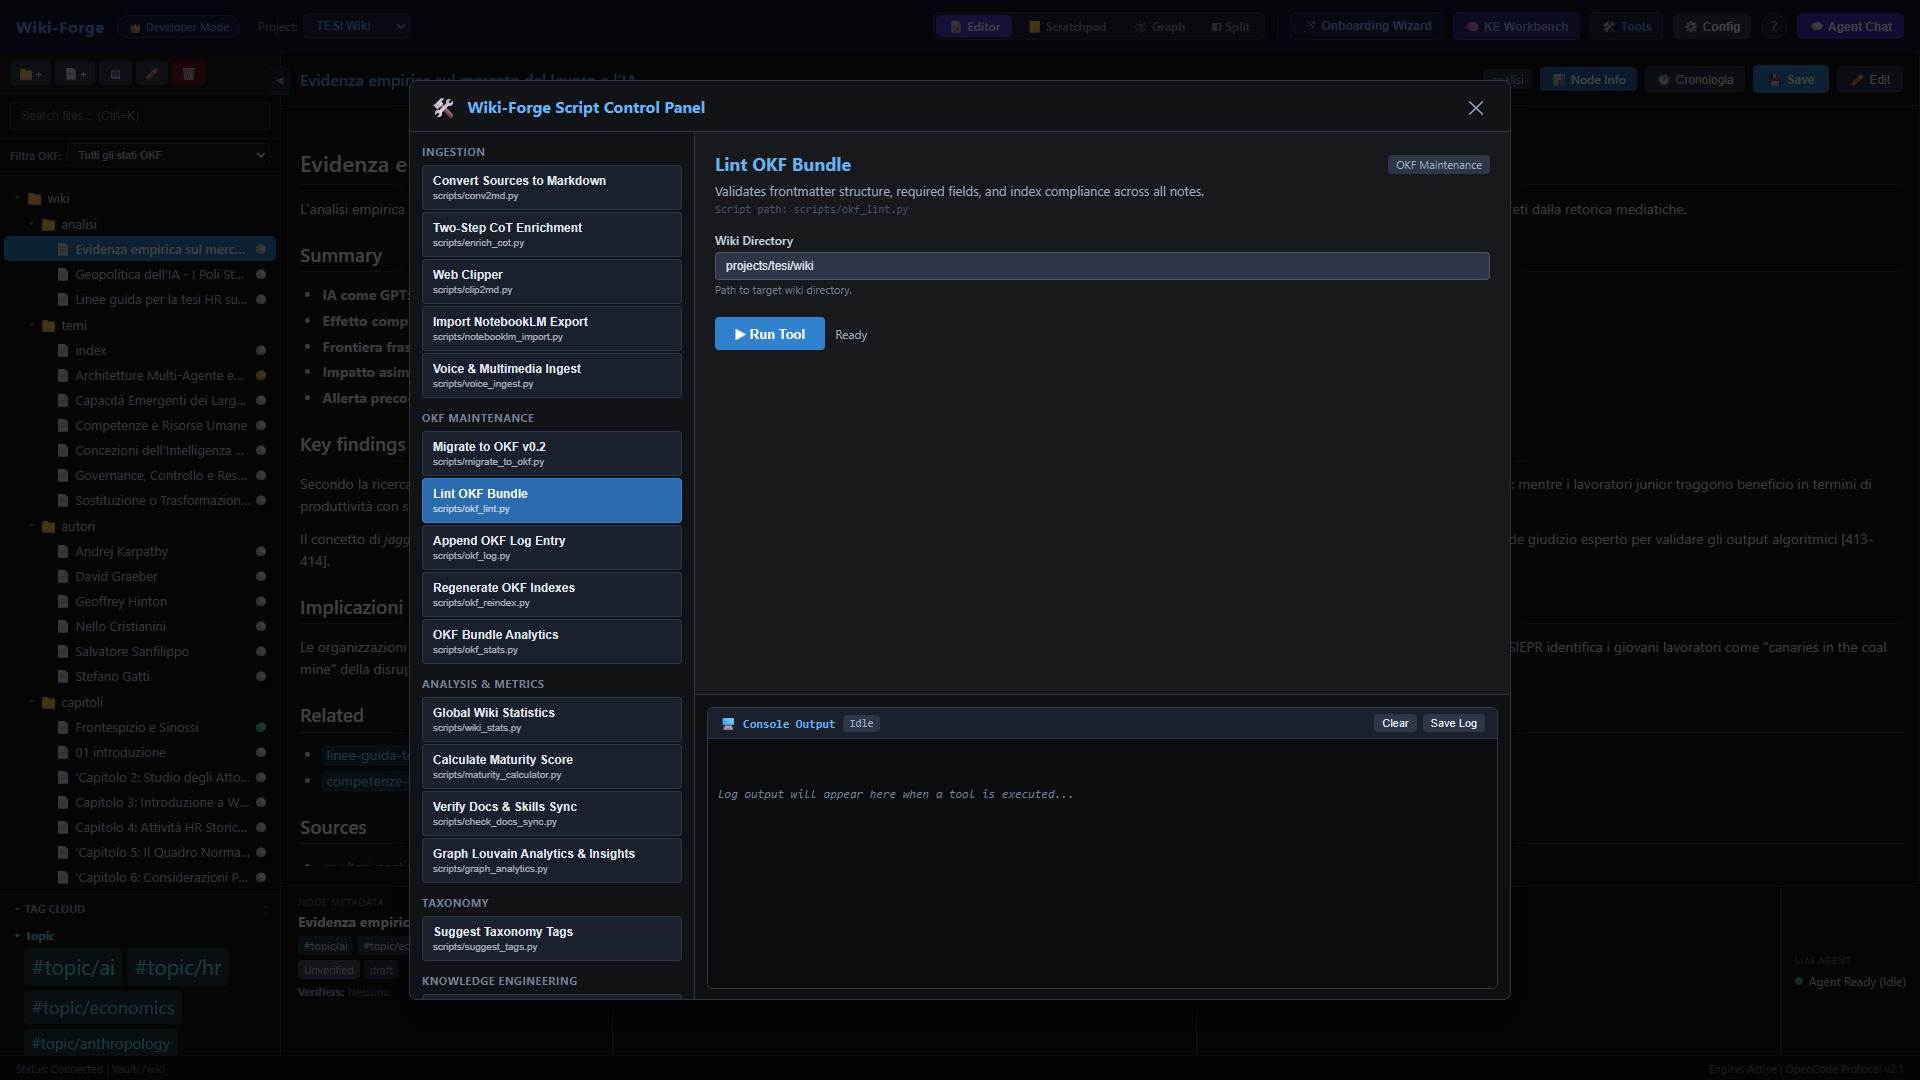 Wiki-Forge
Developer Mode
Project:
TESI Wiki
Editor
Scratchpad
Graph
Split
Onboarding Wizard
KE Workbench
Tools
Config
?
Agent Chat
Search files... (Ctrl+K)
Filtra OKF:
Tutti gli stati OKF
wiki
analisi
Evidenza empirica sul merc...
Geopolitica dell'IA - I Poli St...
Linee guida per la tesi HR su...
temi
index
Architetture Multi-Agente e...
Capacità Emergenti dei Larg...
Competenze e Risorse Umane
Concezioni dell'Intelligenza ...
Governance, Controllo e Res...
Sostituzione o Trasformazion...
autori
Andrej Karpathy
David Graeber
Geoffrey Hinton
Nello Cristianini
Salvatore Sanfilippo
Stefano Gatti
capitoli
Frontespizio e Sinossi
01 introduzione
'Capitolo 2: Studio degli Atto...
Capitolo 3: Introduzione a W...
Capitolo 4: Attività HR Storic...
'Capitolo 5: Il Quadro Norma...
'Capitolo 6: Considerazioni P...
TAG CLOUD
topic
#topic/ai
#topic/hr
#topic/economics
#topic/anthropology
Evidenza empirica sul mercato del lavoro e l'IA
analisi
Node Info
Cronologia
Save
Edit
Evidenza e
L'analisi empirica
reti dalla retorica mediatiche.
Summary
IA come GPT:
Effetto comp
Frontiera fras
Impatto asim
Allerta preco
Key findings
Secondo la ricerca
: mentre i lavoratori junior traggono beneficio in termini di
produttività con s
Il concetto di jagg
de giudizio esperto per validare gli output algoritmici [413-
414].
Implicazioni
Le organizzazioni
SIEPR identifica i giovani lavoratori come "canaries in the coal
mine" della disrup
Related
linee-guida-te
competenze-
Sources
NODE METADATA
Evidenza empiric
#topic/ai
#topic/ec
Unverified
draft
Verifiers: Nessuno
LLM AGENT
Agent Ready (Idle)
Wiki-Forge Script Control Panel
INGESTION
Convert Sources to Markdown
scripts/conv2md.py
Two-Step CoT Enrichment
scripts/enrich_cot.py
Web Clipper
scripts/clip2md.py
Import NotebookLM Export
scripts/notebooklm_import.py
Voice & Multimedia Ingest
scripts/voice_ingest.py
OKF MAINTENANCE
Migrate to OKF v0.2
scripts/migrate_to_okf.py
Lint OKF Bundle
scripts/okf_lint.py
Append OKF Log Entry
scripts/okf_log.py
Regenerate OKF Indexes
scripts/okf_reindex.py
OKF Bundle Analytics
scripts/okf_stats.py
ANALYSIS & METRICS
Global Wiki Statistics
scripts/wiki_stats.py
Calculate Maturity Score
scripts/maturity_calculator.py
Verify Docs & Skills Sync
scripts/check_docs_sync.py
Graph Louvain Analytics & Insights
scripts/graph_analytics.py
TAXONOMY
Suggest Taxonomy Tags
scripts/suggest_tags.py
KNOWLEDGE ENGINEERING
Lint OKF Bundle
OKF Maintenance
Validates frontmatter structure, required fields, and index compliance across all notes.
Script path: scripts/okf_lint.py
Wiki Directory
projects/tesi/wiki
Path to target wiki directory.
▶ Run Tool
Ready
Console Output
Idle
Clear
Save Log
Log output will appear here when a tool is executed...
Status: Connected | Vault: /wiki
Engine: Active | OpenCode Protocol v2.1